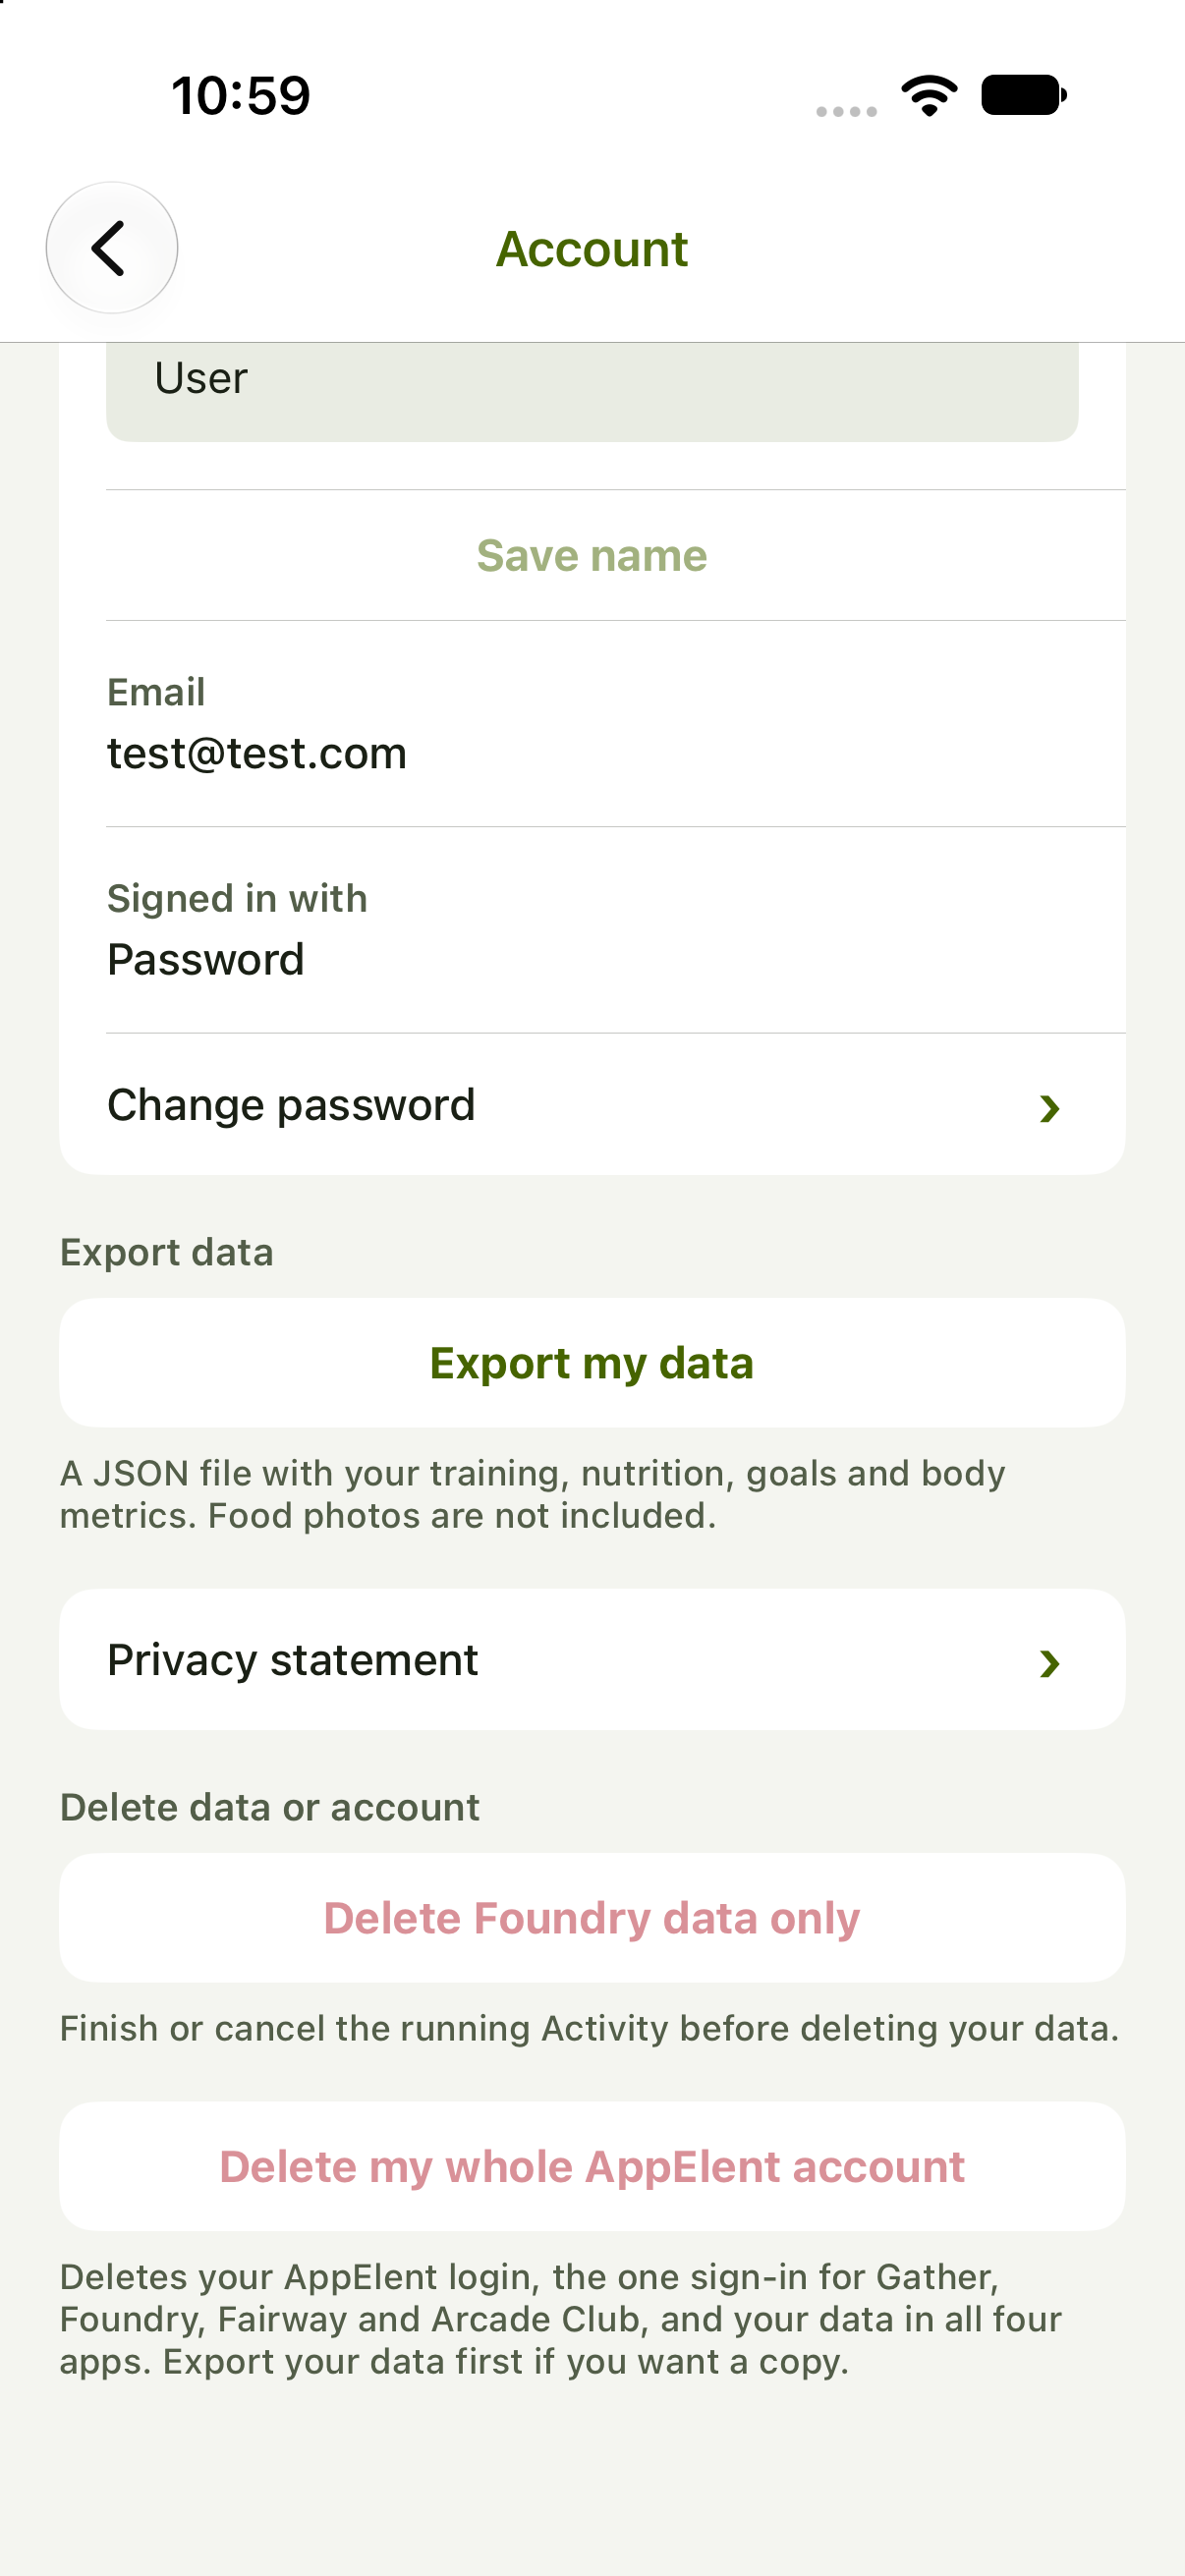 10:59
Account
User
Save name
Email
test@test.com
Signed in with
Password
Change password
Export data
Export my data
A JSON file with your training, nutrition, goals and body
metrics. Food photos are not included.
Privacy statement
Delete data or account
Delete Foundry data only
Finish or cancel the running Activity before deleting your data.
Delete my whole AppElent account
Deletes your AppElent login, the one sign-in for Gather,
Foundry, Fairway and Arcade Club, and your data in all four
apps. Export your data first if you want a copy.